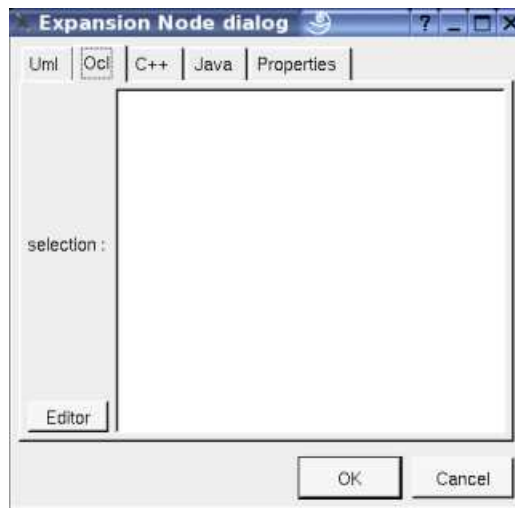 Expansion Node dialog ? _ □ X
Uml Ocl C++ Java Properties
selection :
Editor
OK Cancel